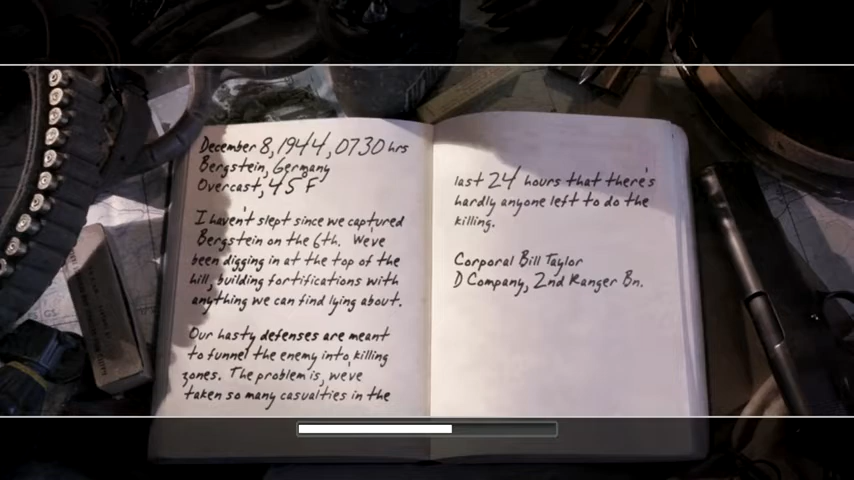 December 8, 1944, 0730 hrs
Bergstein, Germany
Overcast, 45 F
I haven't slept since we captured
Bergstein on the 6th. We've
been digging in at the top of the
hill, building fortifications with
anything we can find lying about.
Our hasty defenses are meant
to funnel the enemy into killing
zones. The problem is, we've
taken so many casualties in the
last 24 hours that there's
hardly anyone left to do the
killing.
Corporal Bill Taylor
D Company, 2nd Ranger Bn.